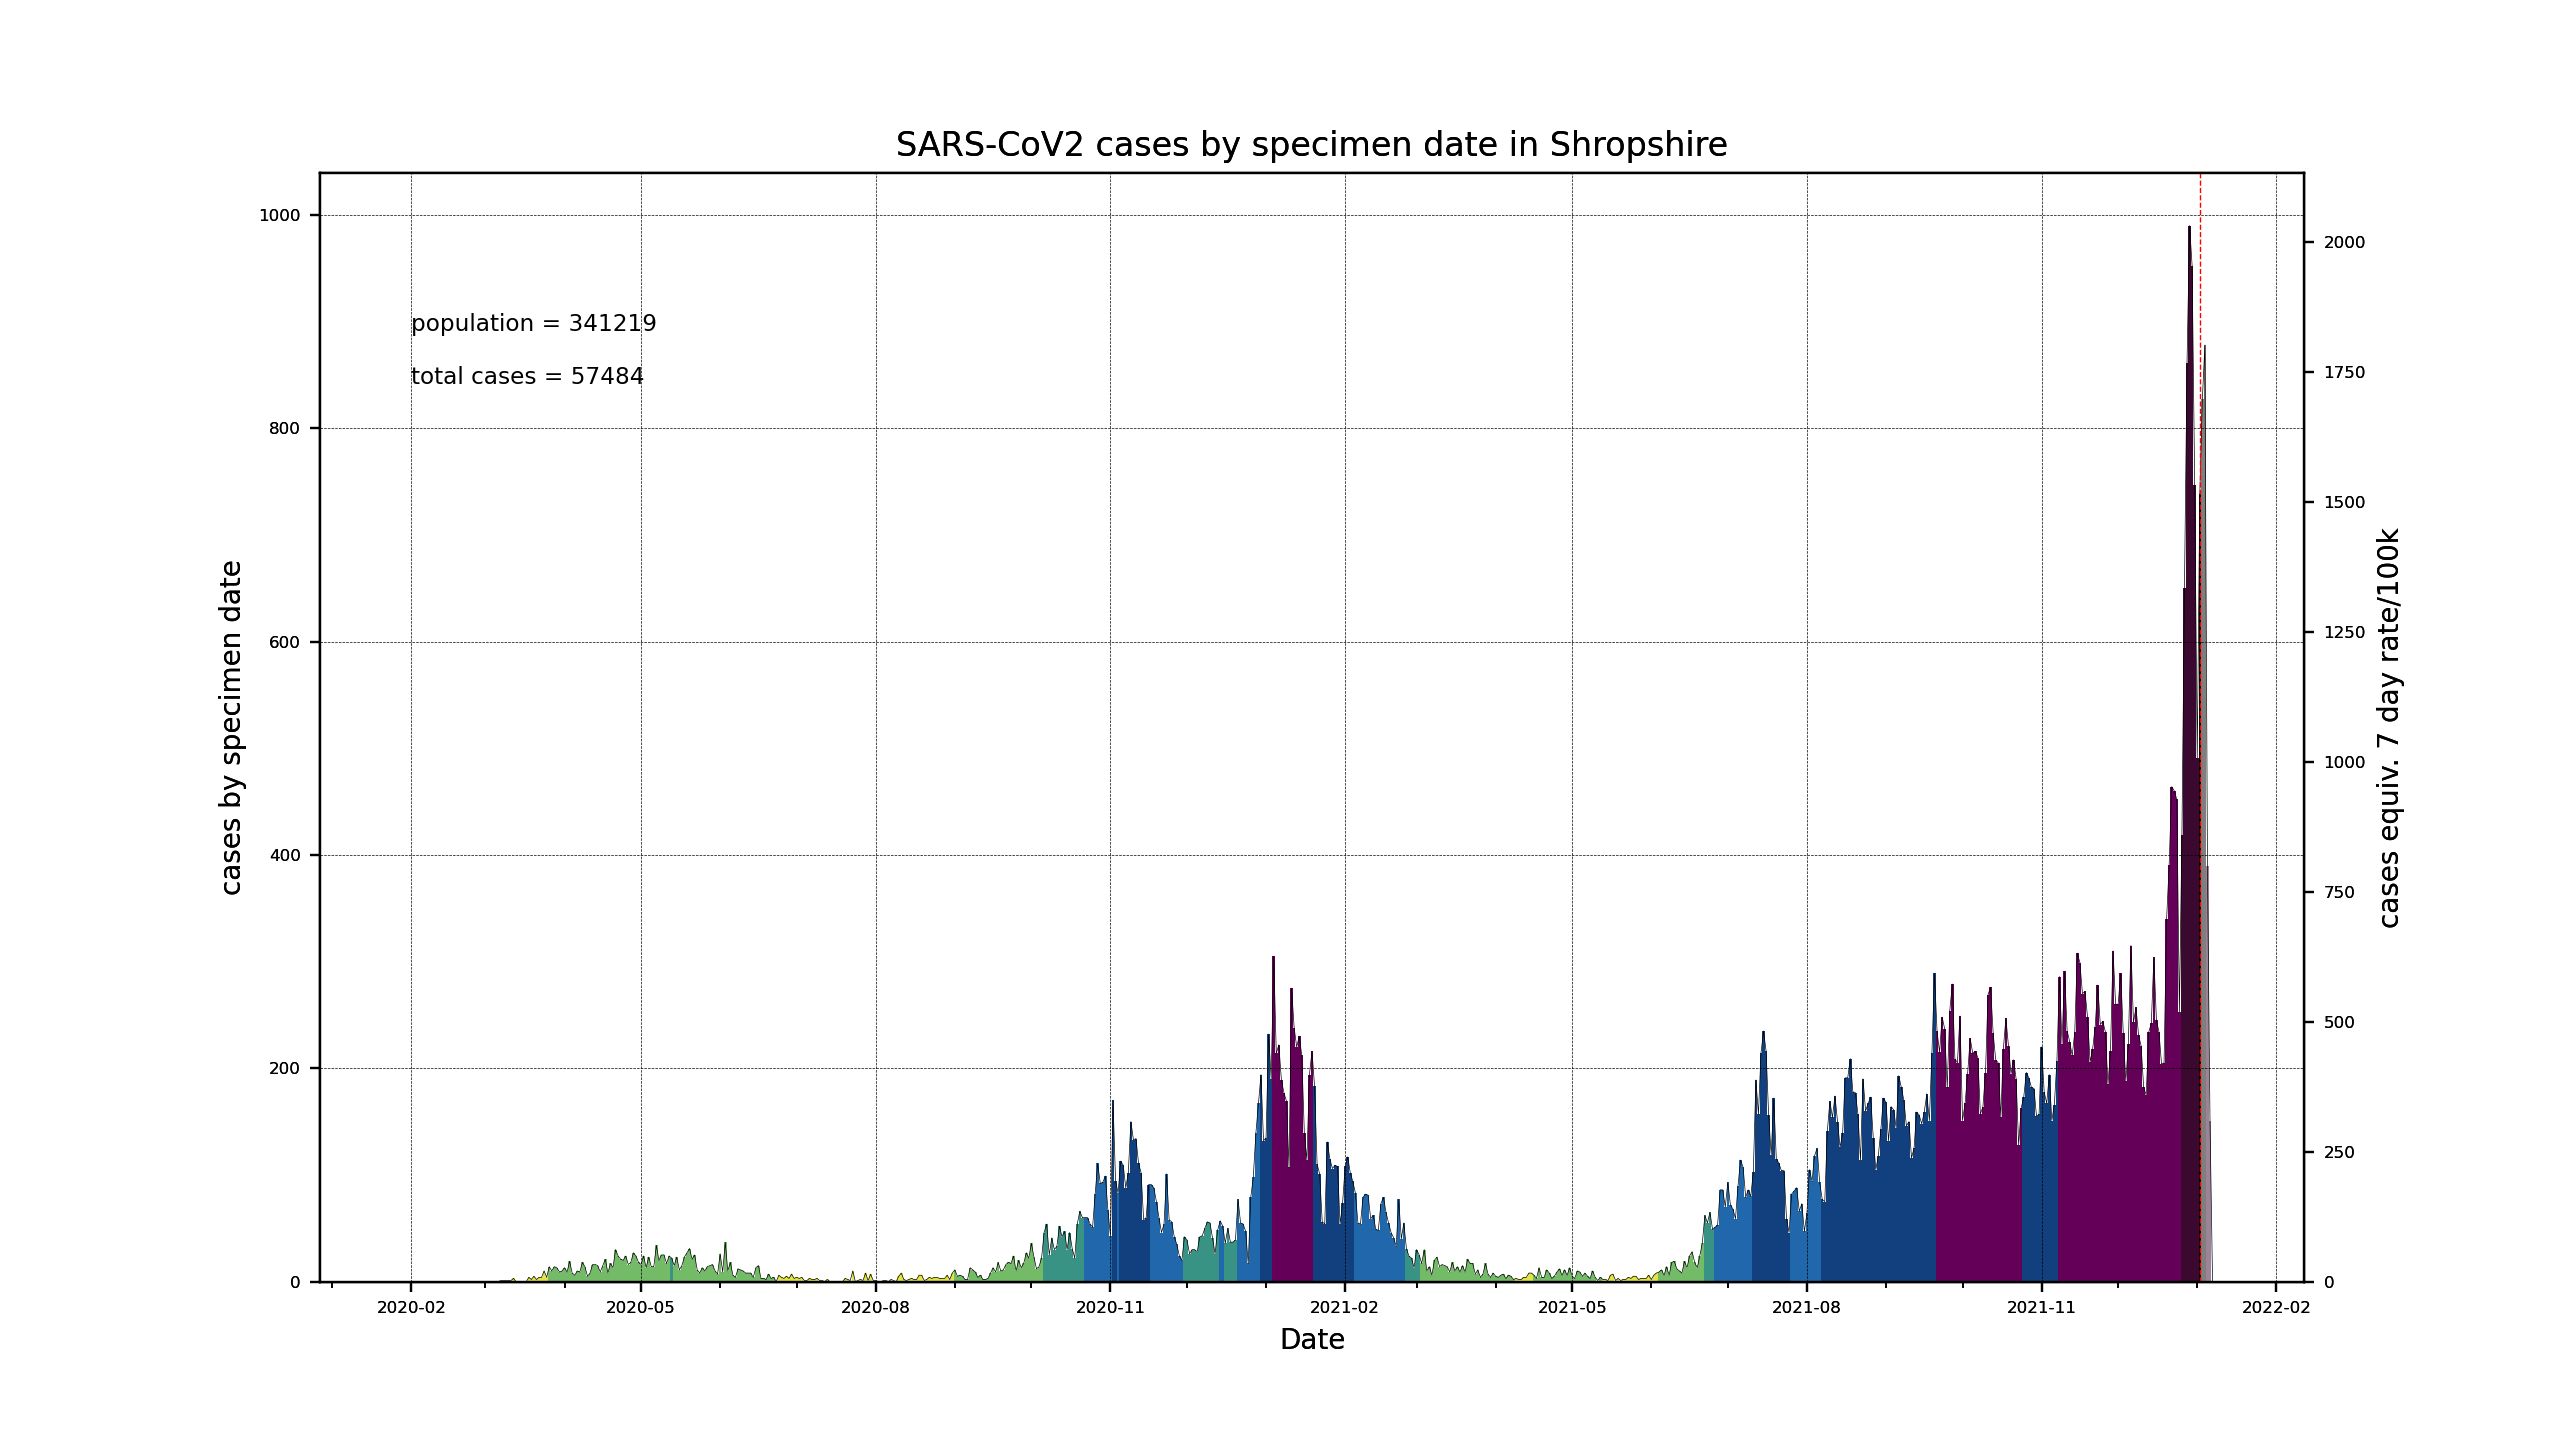 SARS-CoV2 cases by specimen date in Shropshire
population = 341219
total cases = 57484
cases by specimen date
1000
800
600
400
200
0
cases equiv. 7 day rate/100k
2000
1750
1500
1250
1000
750
500
250
0
2020-02 2020-05 2020-08 2020-11 2021-02 2021-05 2021-08 2021-11 2022-02
Date